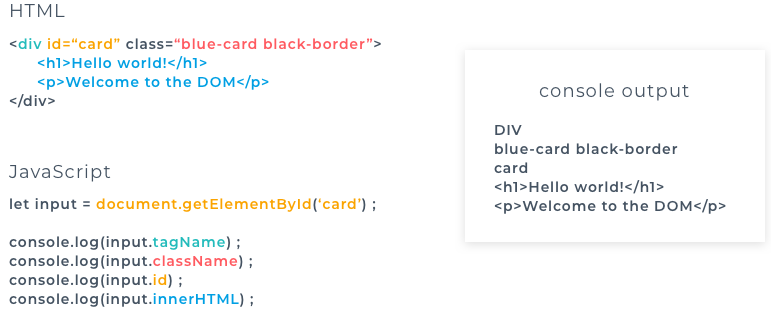 HTML
<div id=“card” class=“blue-card black-border”>
<h1>Hello world!</h1>
<p>Welcome to the DOM</p>
</div>
JavaScript
let input = document.getElementById(‘card’) ;
console.log(input.tagName) ;
console.log(input.className) ;
console.log(input.id) ;
console.log(input.innerHTML) ;
console output
DIV
blue-card black-border
card
<h1>Hello world!</h1>
<p>Welcome to the DOM</p>